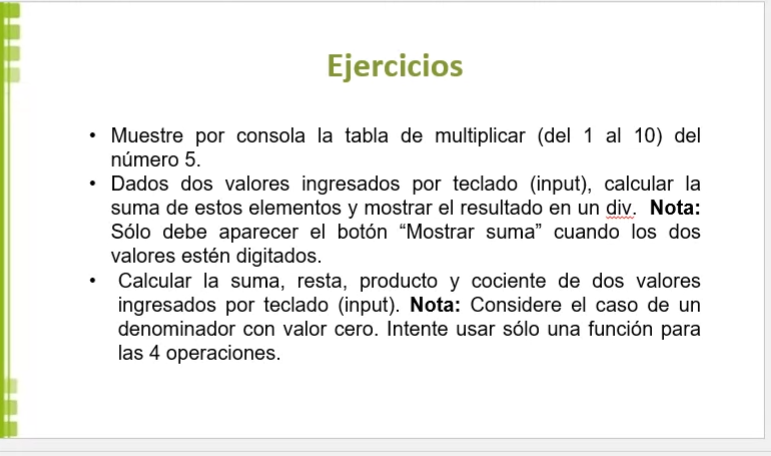 Ejercicios
• Muestre por consola la tabla de multiplicar (del 1 al 10) del
número 5.
• Dados dos valores ingresados por teclado (input), calcular la
suma de estos elementos y mostrar el resultado en un div. Nota:
Sólo debe aparecer el botón “Mostrar suma” cuando los dos
valores estén digitados.
• Calcular la suma, resta, producto y cociente de dos valores
ingresados por teclado (input). Nota: Considere el caso de un
denominador con valor cero. Intente usar sólo una función para
las 4 operaciones.